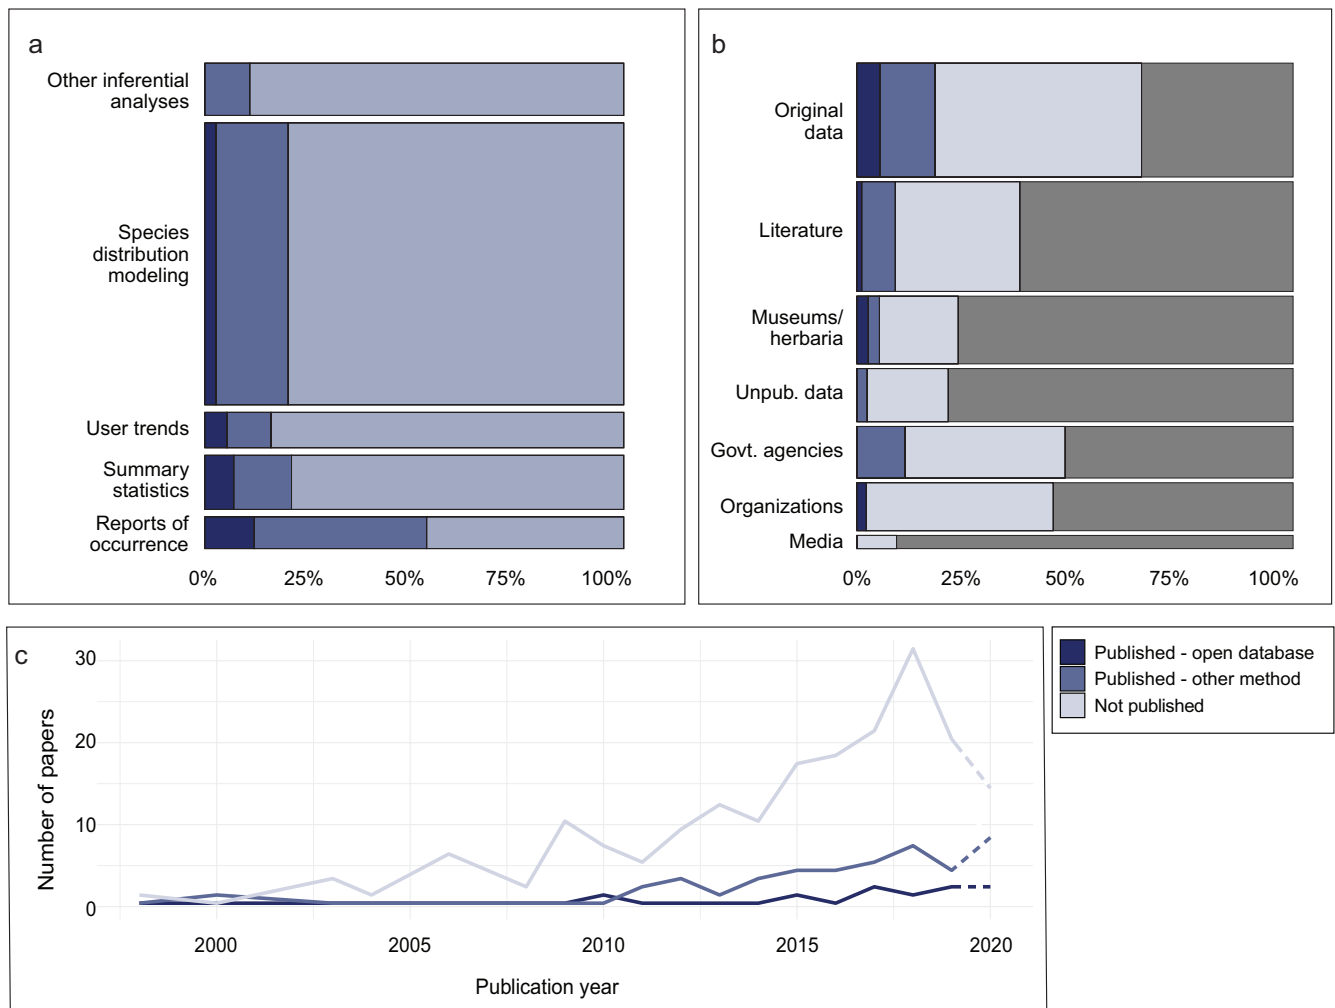 a
Other inferential
analyses
Species
distribution
modeling
User trends
Summary
statistics
Reports of
occurrence
0% 25% 50% 75% 100%
b
Original
data
Literature
Museums/
herbaria
Unpub. data
Govt. agencies
Organizations
Media
0% 25% 50% 75% 100%
c
Number of papers
30
20
10
0
2000 2005 2010 2015 2020
Publication year
Published - open database
Published - other method
Not published